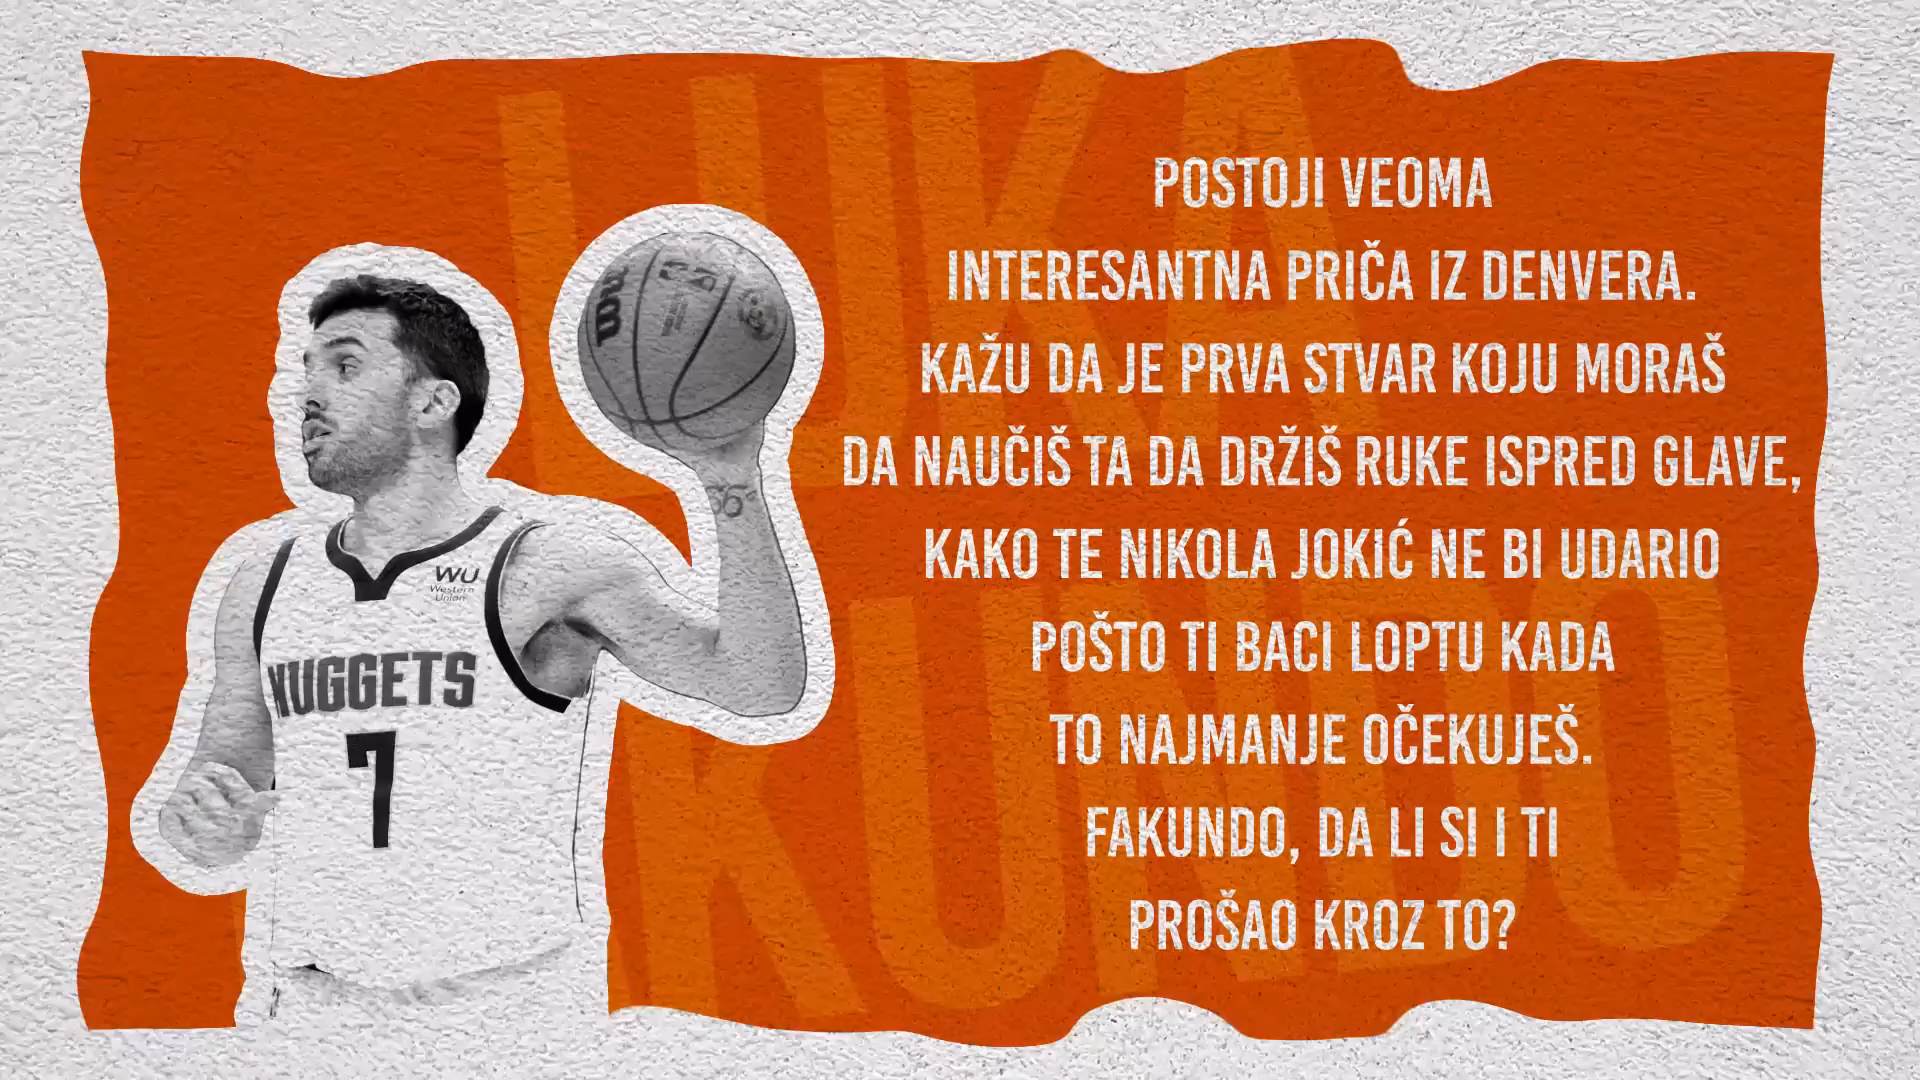 LUKA
FAKUNDO
POSTOJI VEOMA
INTERESANTNA PRIČA IZ DENVERA.
KAŽU DA JE PRVA STVAR KOJU MORAŠ
DA NAUČIŠ TA DA DRŽIŠ RUKE ISPRED GLAVE,
KAKO TE NIKOLA JOKIĆ NE BI UDARIO
POŠTO TI BACI LOPTU KADA
TO NAJMANJE OČEKUJEŠ.
FAKUNDO, DA LI SI I TI
PROŠAO KROZ TO?
WU
Western
Union
NUGGETS
7